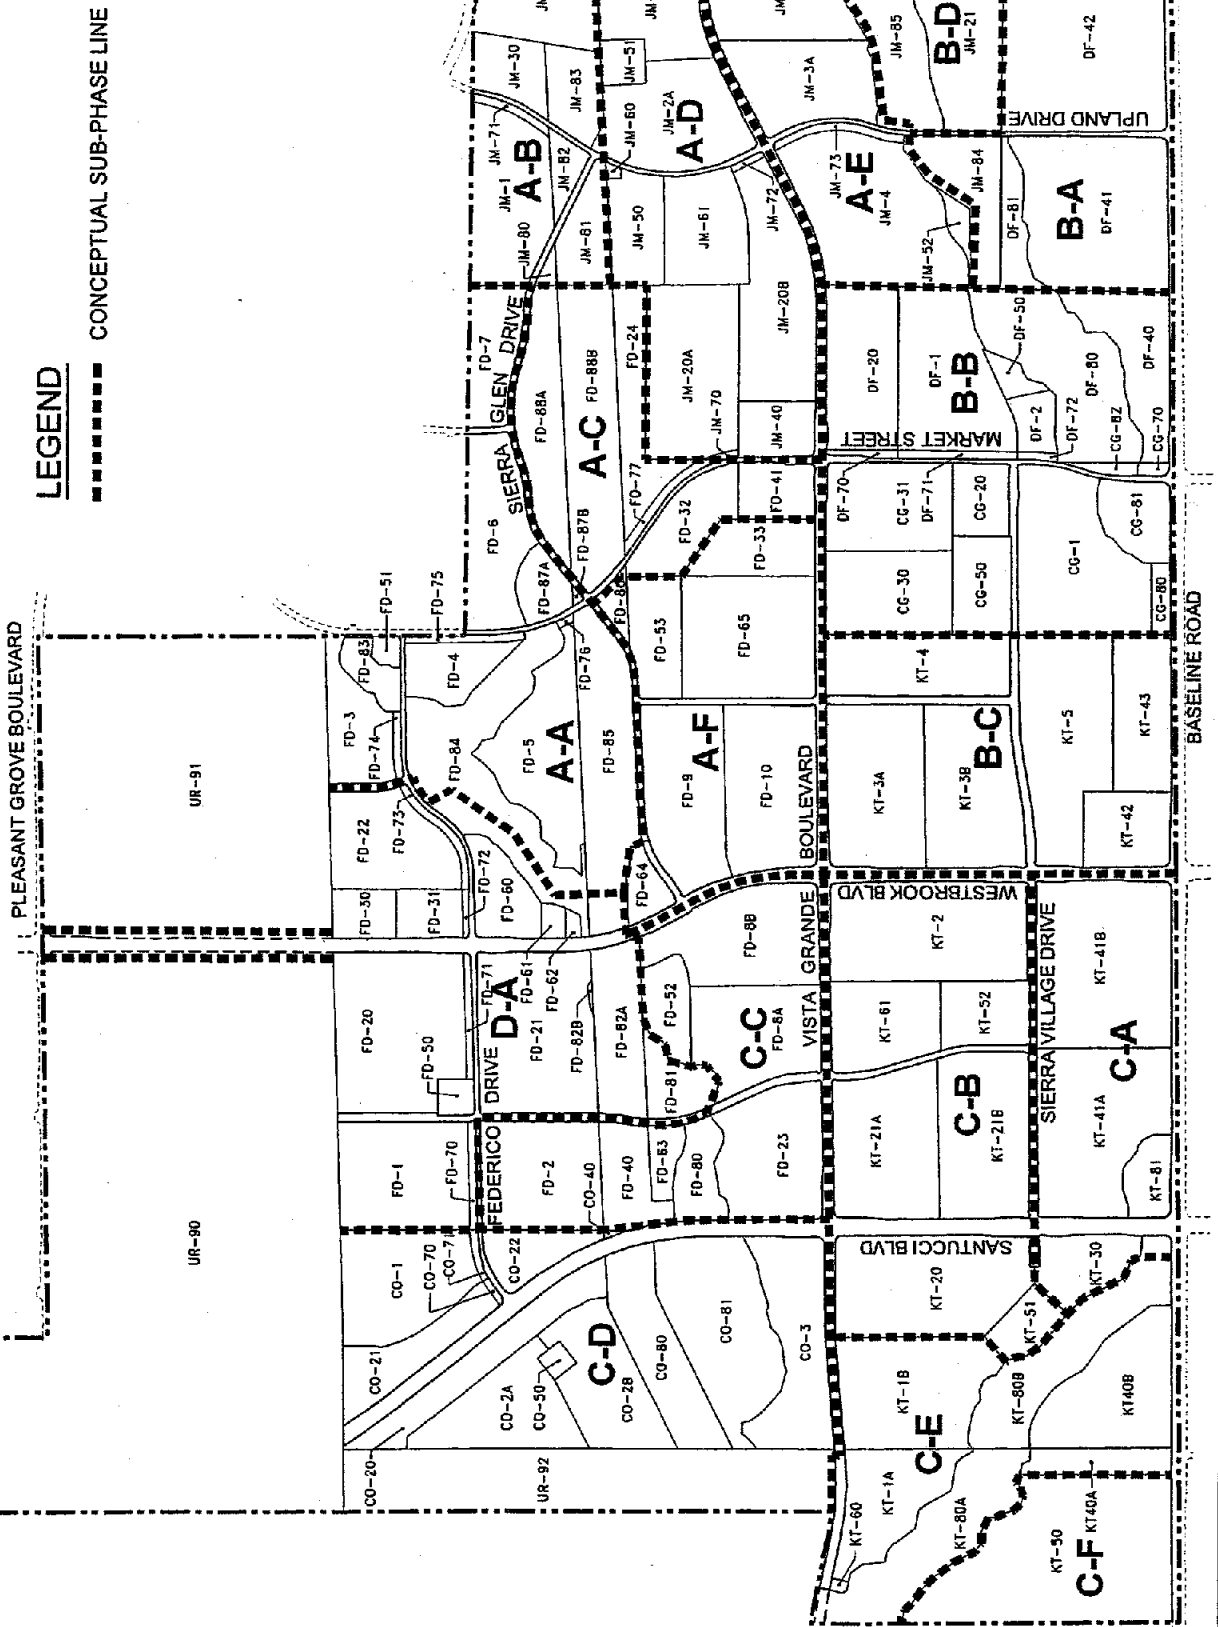 LEGEND
CONCEPTUAL SUB-PHASE LINE
PLEASANT GROVE BOULEVARD
UR-91
UR-90
UR-92
FD-51
FD-75
FD-83
FD-3
FD-74
FD-4
FD-84
FD-5
A-A
FD-76
FD-85
FD-22
FD-73
FD-30
FD-31
FD-72
FD-60
FD-64
FD-20
FD-50
FD-71
D-A
FD-61
FD-62
FD-21
FD-82B
FD-82A
FEDERICO DRIVE
FD-1
FD-70
FD-2
CO-40
FD-40
FD-63
FD-80
FD-23
FD-52
FD-81
C-C
FD-8A
FD-8B
CO-1
CO-70
CO-71
CO-22
CO-21
CO-20
CO-2A
CO-50
C-D
CO-2B
CO-80
CO-81
CO-3
SIERRA GLEN DRIVE
FD-7
FD-6
FD-88A
FD-88B
A-C
FD-24
FD-87A
FD-87B
FD-77
FD-32
FD-41
FD-33
FD-53
FD-65
FD-9
A-F
FD-10
JM-30
JM-83
JM-71
JM-1
A-B
JM-82
JM-80
JM-81
JM-51
JM-60
JM-2A
A-D
JM-50
JM-61
JM-72
JM-3A
JM-73
A-E
JM-4
JM-85
B-D
JM-21
DF-42
UPLAND DRIVE
JM-84
JM-52
DF-81
B-A
DF-41
JM-20A
JM-20B
JM-70
JM-40
DF-20
DF-1
B-B
DF-50
DF-2
DF-72
DF-80
DF-40
CG-82
CG-70
MARKET STREET
DF-70
CG-31
DF-71
CG-20
CG-30
CG-50
CG-1
CG-81
CG-80
BASELINE ROAD
VISTA GRANDE BOULEVARD
KT-4
KT-3A
KT-3B
B-C
KT-5
KT-43
KT-42
WESTBROOK BLVD
KT-2
KT-61
KT-52
SIERRA VILLAGE DRIVE
KT-41B
C-A
KT-41A
KT-81
KT-21A
C-B
KT-21B
SANTUCCI BLVD
KT-20
KT-30
KT-51
KT-1B
C-E
KT-80B
KT40B
KT-1A
KT-60
KT-80A
KT-50
KT40A
C-F